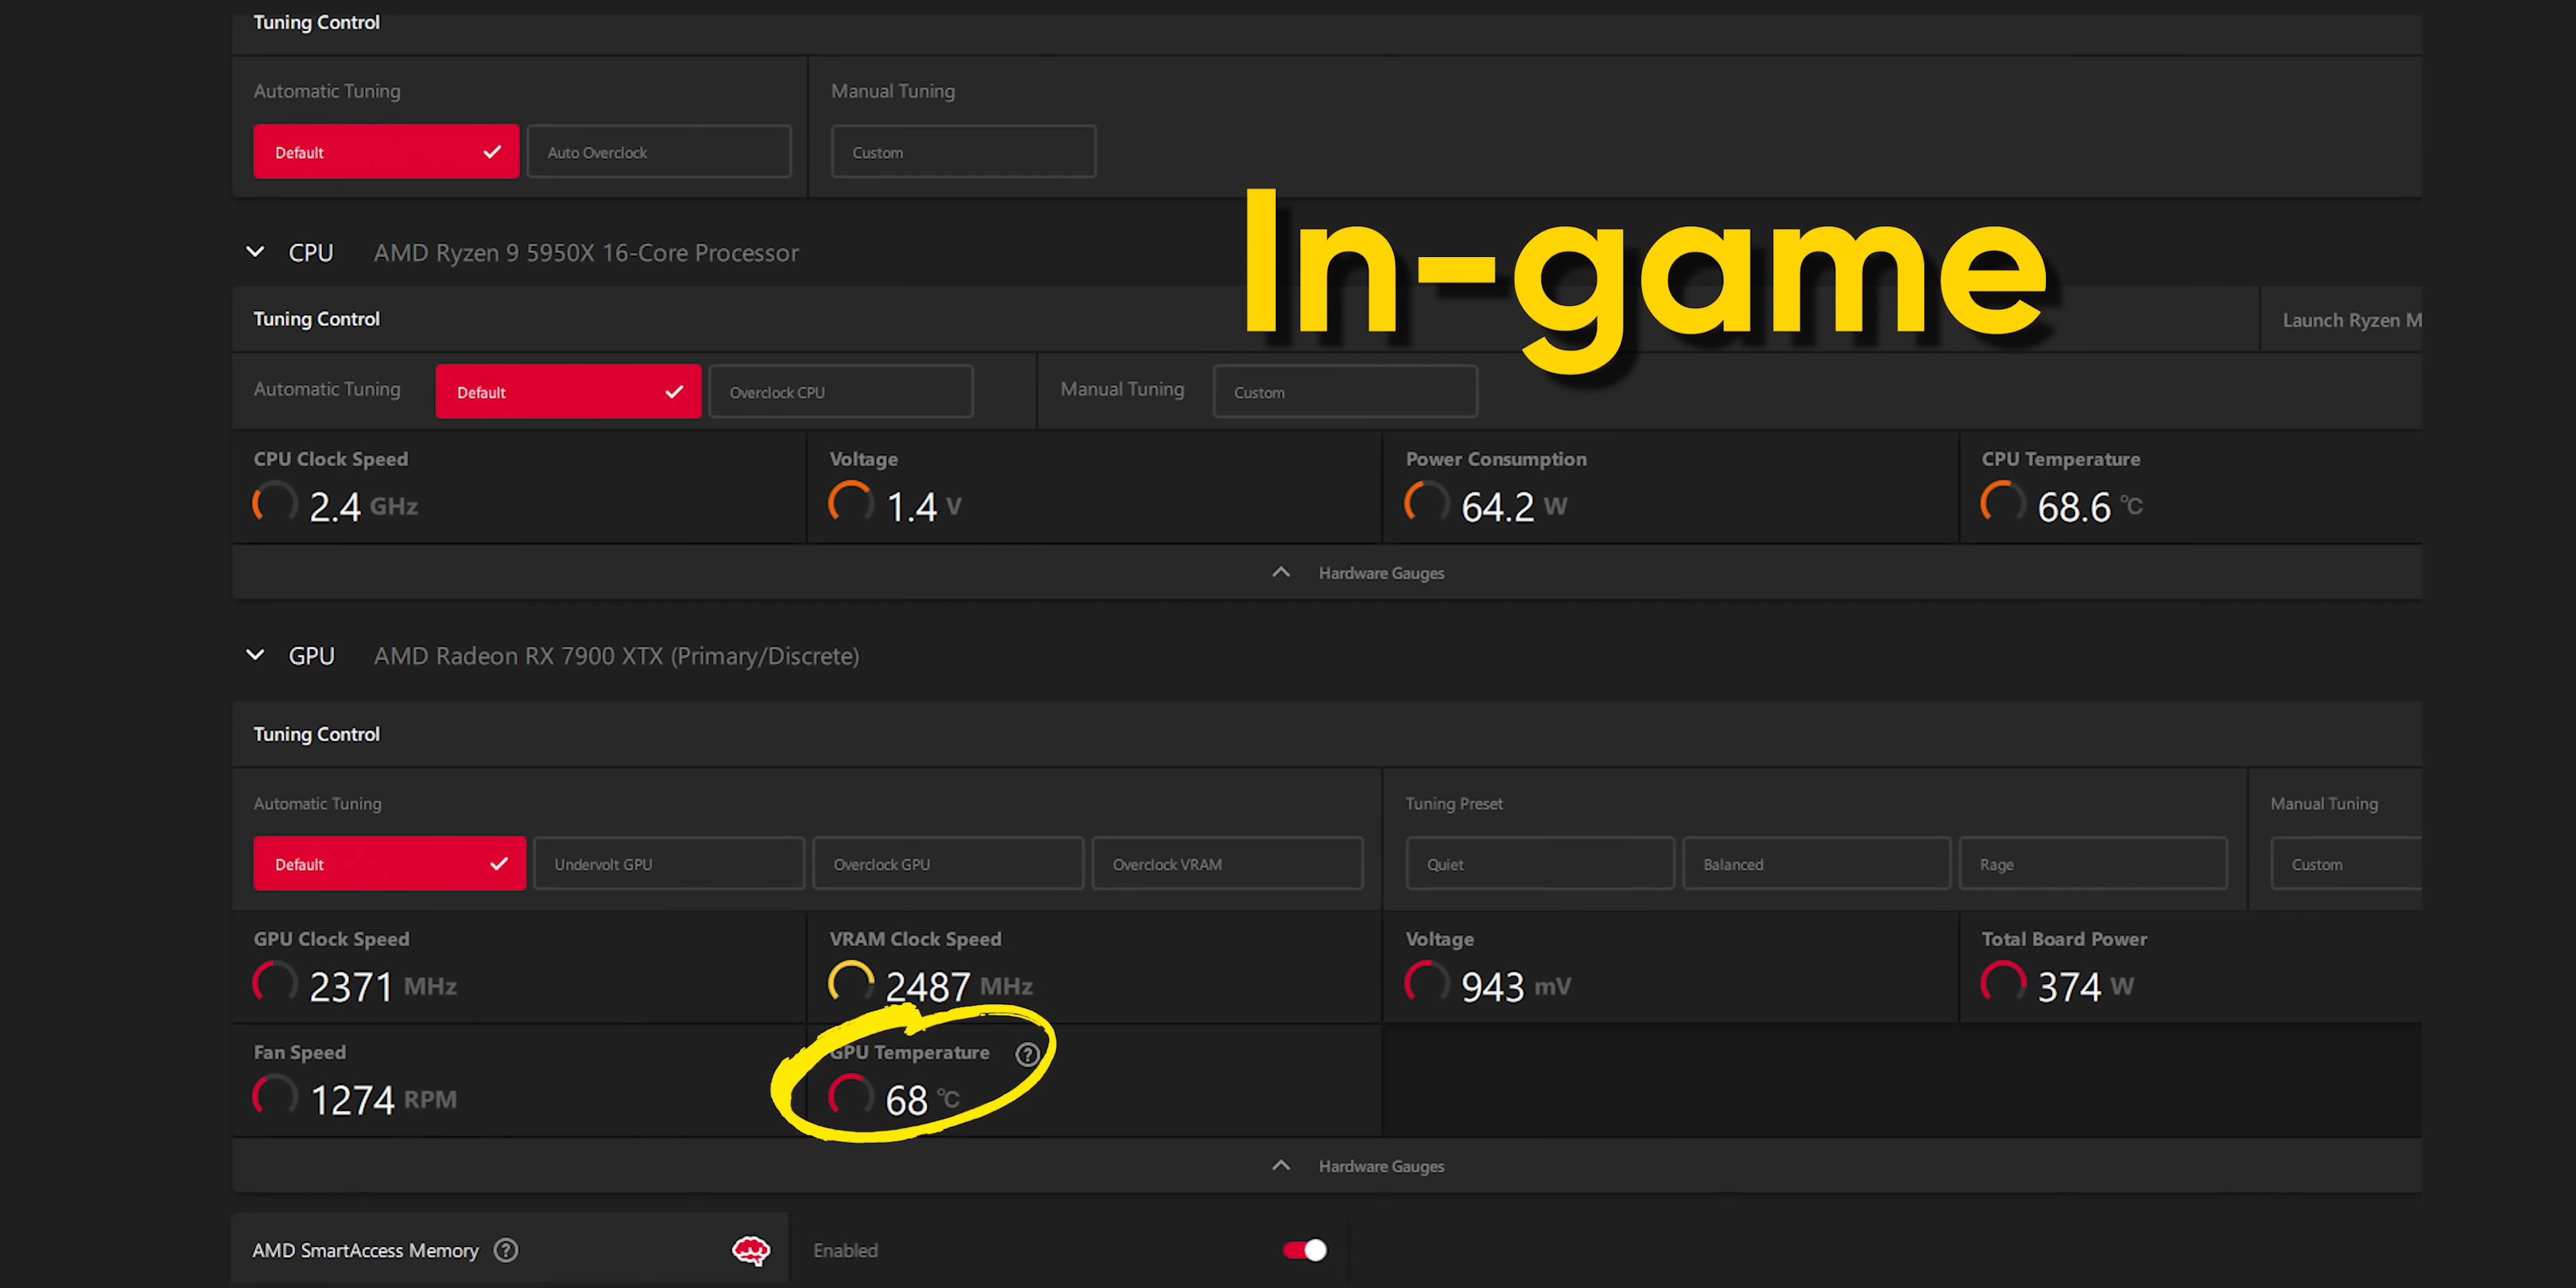 Tuning Control
Automatic Tuning
Manual Tuning
Default
Auto Overclock
Custom
In-game
CPU AMD Ryzen 9 5950X 16-Core Processor
Tuning Control
Launch Ryzen M
Automatic Tuning
Default
Overclock CPU
Manual Tuning
Custom
CPU Clock Speed
2.4 GHz
Voltage
1.4 V
Power Consumption
64.2 W
CPU Temperature
68.6 °C
Hardware Gauges
GPU AMD Radeon RX 7900 XTX (Primary/Discrete)
Tuning Control
Automatic Tuning
Default
Undervolt GPU
Overclock GPU
Overclock VRAM
Tuning Preset
Quiet
Balanced
Rage
Manual Tuning
Custom
GPU Clock Speed
2371 MHz
VRAM Clock Speed
2487 MHz
Voltage
943 mV
Total Board Power
374 W
Fan Speed
1274 RPM
GPU Temperature ?
68 °C
Hardware Gauges
AMD SmartAccess Memory ?
Enabled